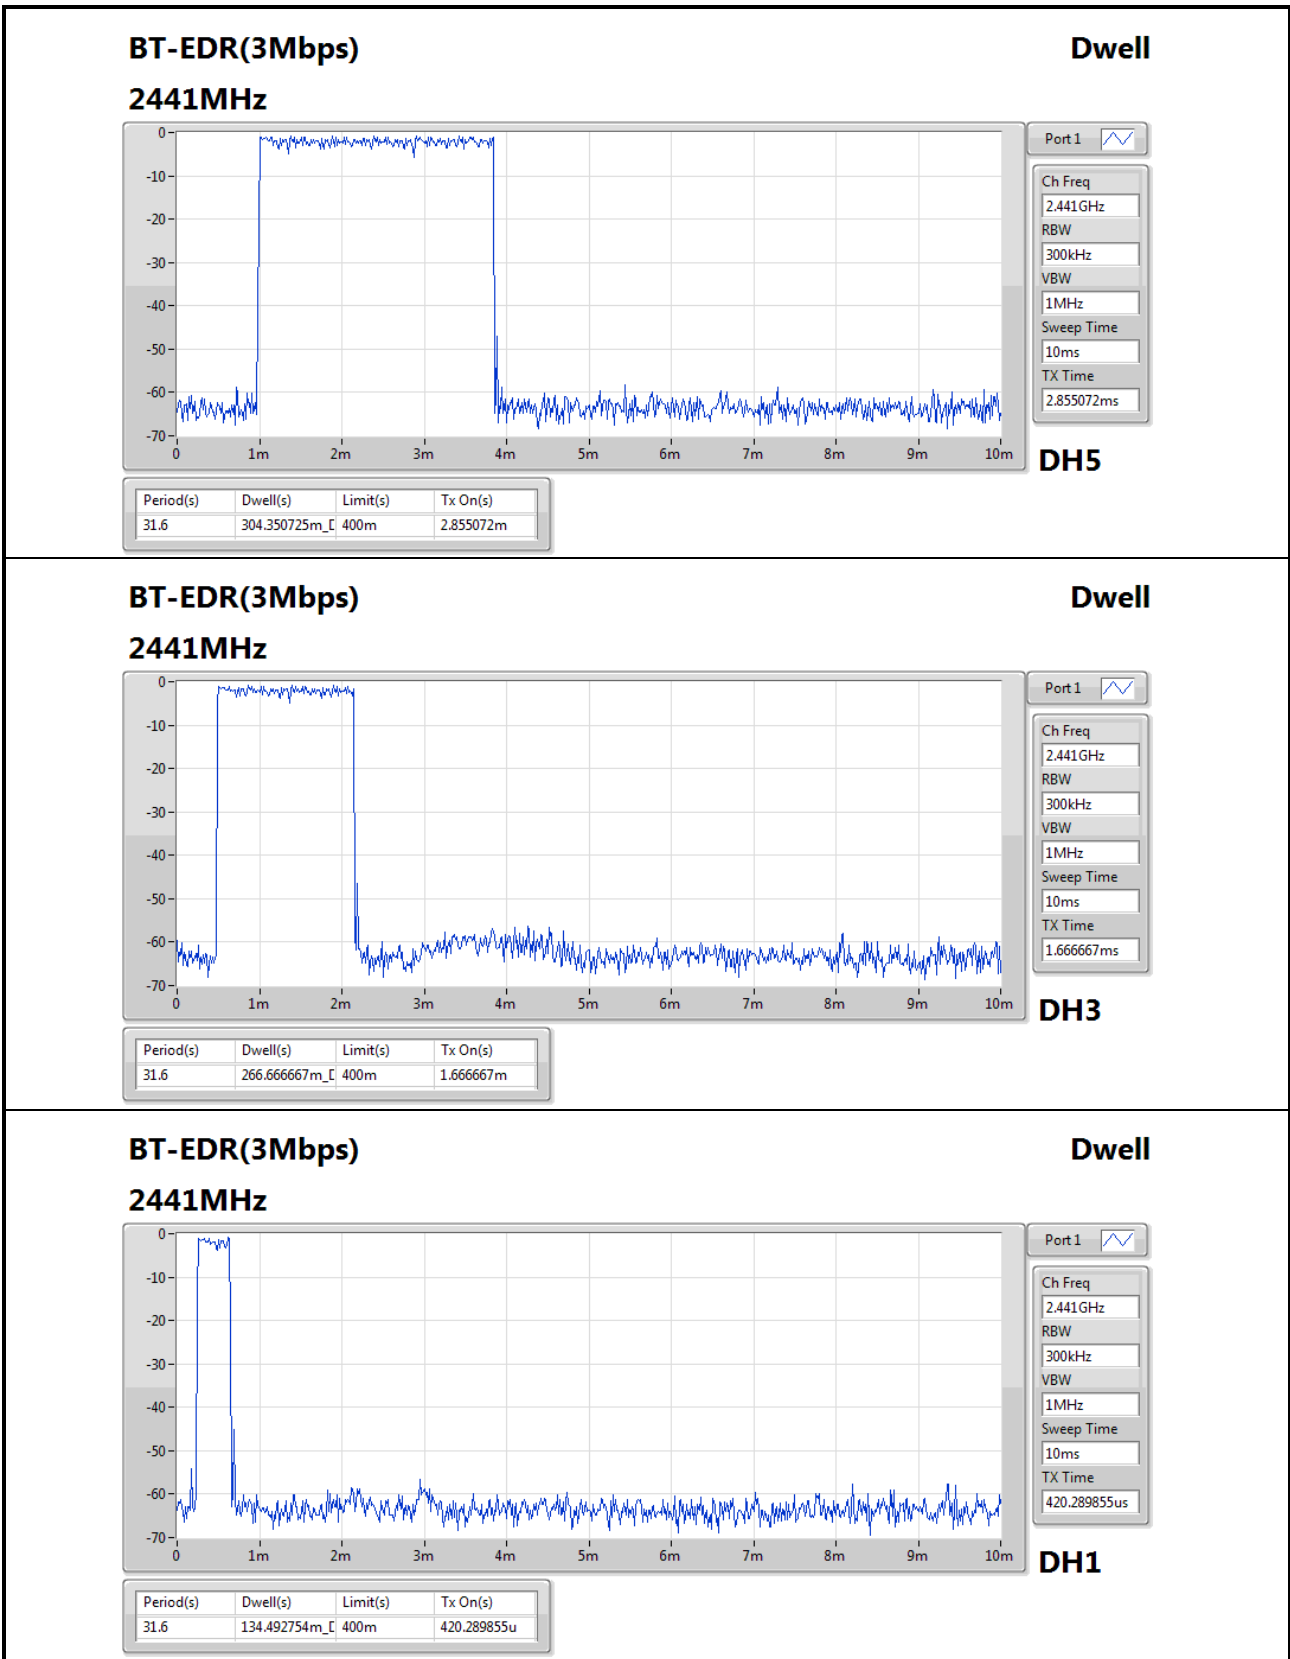 BT-EDR(3Mbps) Dwell
2441MHz
0
-10
-20
-30
-40
-50
-60
-70
0 1m 2m 3m 4m 5m 6m 7m 8m 9m 10m
Port 1
Ch Freq
2.441GHz
RBW
300kHz
VBW
1MHz
Sweep Time
10ms
TX Time
2.855072ms
DH5
Period(s) Dwell(s) Limit(s) Tx On(s)
31.6 304.350725m_D 400m 2.855072m
BT-EDR(3Mbps) Dwell
2441MHz
0
-10
-20
-30
-40
-50
-60
-70
0 1m 2m 3m 4m 5m 6m 7m 8m 9m 10m
Port 1
Ch Freq
2.441GHz
RBW
300kHz
VBW
1MHz
Sweep Time
10ms
TX Time
1.666667ms
DH3
Period(s) Dwell(s) Limit(s) Tx On(s)
31.6 266.666667m_D 400m 1.666667m
BT-EDR(3Mbps) Dwell
2441MHz
0
-10
-20
-30
-40
-50
-60
-70
0 1m 2m 3m 4m 5m 6m 7m 8m 9m 10m
Port 1
Ch Freq
2.441GHz
RBW
300kHz
VBW
1MHz
Sweep Time
10ms
TX Time
420.289855us
DH1
Period(s) Dwell(s) Limit(s) Tx On(s)
31.6 134.492754m_D 400m 420.289855u